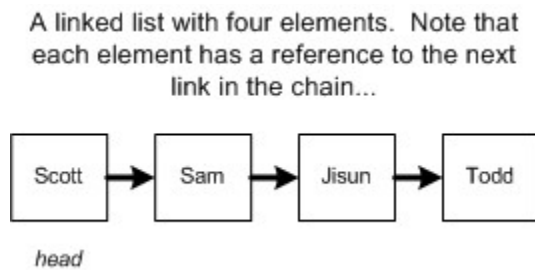 A linked list with four elements.  Note that
each element has a reference to the next
link in the chain...
Scott Sam Jisun Todd
head